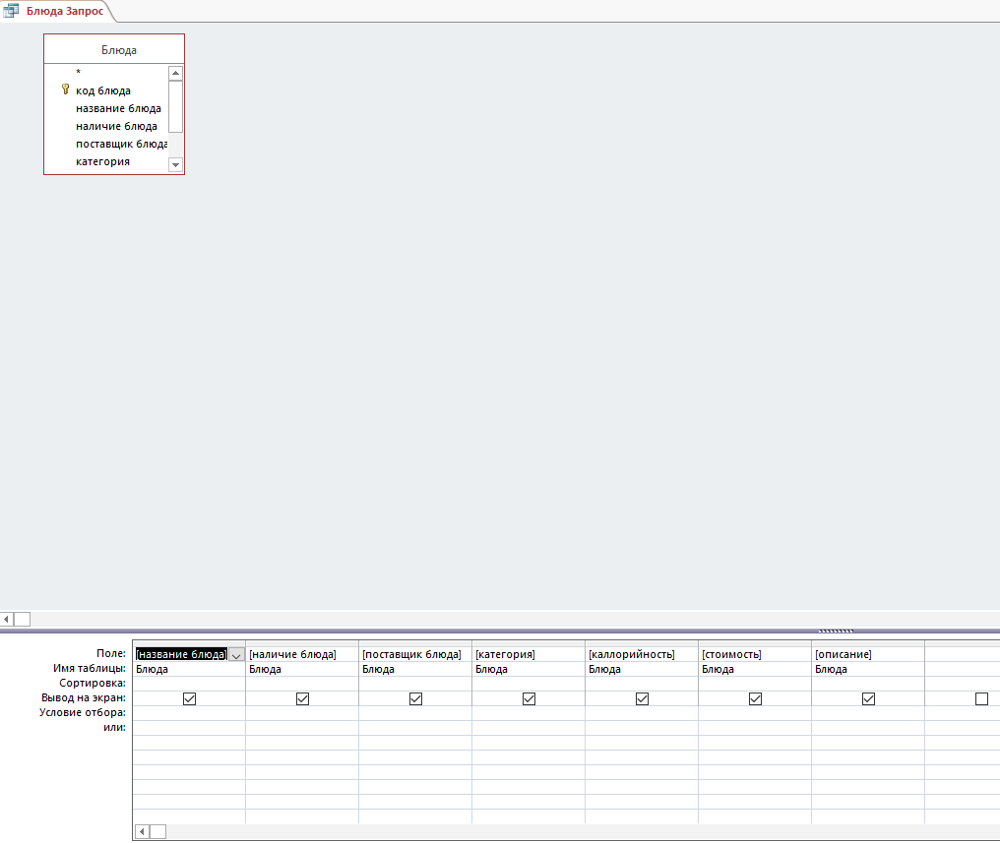 Блюда Запрос
Блюда
*
код блюда
название блюда
наличие блюда
поставщик блюда
категория
Поле: [название блюда] [наличие блюда] [поставщик блюда] [категория] [каллорийность] [стоимость] [описание]
Имя таблицы: Блюда Блюда Блюда Блюда Блюда Блюда Блюда
Сортировка:
Вывод на экран:
Условие отбора:
или: